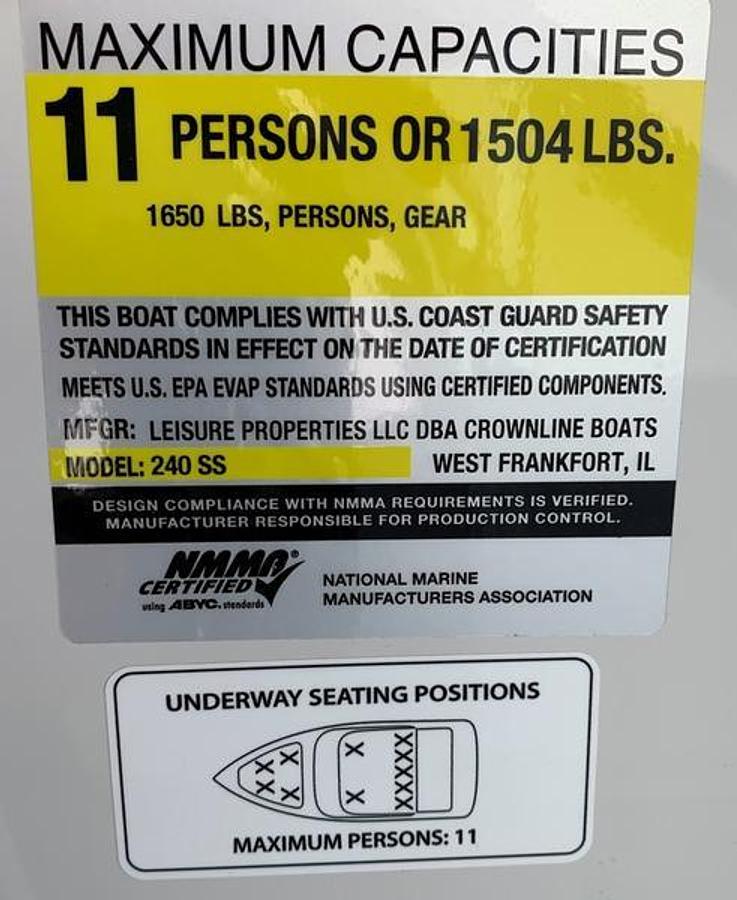 MAXIMUM CAPACITIES
11 PERSONS OR 1504 LBS.
1650 LBS, PERSONS, GEAR
THIS BOAT COMPLIES WITH U.S. COAST GUARD SAFETY
STANDARDS IN EFFECT ON THE DATE OF CERTIFICATION
MEETS U.S. EPA EVAP STANDARDS USING CERTIFIED COMPONENTS.
MFGR: LEISURE PROPERTIES LLC DBA CROWNLINE BOATS
MODEL: 240 SS WEST FRANKFORT, IL
DESIGN COMPLIANCE WITH NMMA REQUIREMENTS IS VERIFIED.
MANUFACTURER RESPONSIBLE FOR PRODUCTION CONTROL.
NMMA®
CERTIFIED
using ABYC. standards
NATIONAL MARINE
MANUFACTURERS ASSOCIATION
UNDERWAY SEATING POSITIONS
X X X XXXXX
X X X
MAXIMUM PERSONS: 11